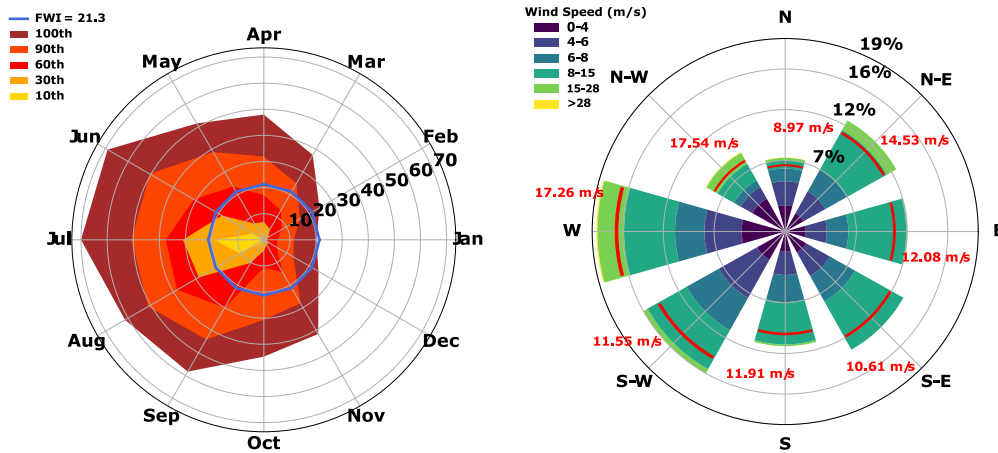 FWI = 21.3
100th
90th
60th
30th
10th
Apr
May
Mar
Jun
Feb
Jul
Jan
Aug
Dec
Sep
Nov
Oct
10
20
30
40
50
60
70
Wind Speed (m/s)
0-4
4-6
6-8
8-15
15-28
>28
N
19%
16%
12%
7%
N-W
N-E
17.54 m/s
8.97 m/s
14.53 m/s
17.26 m/s
W
12.08 m/s
11.55 m/s
11.91 m/s
10.61 m/s
S-W
S-E
S